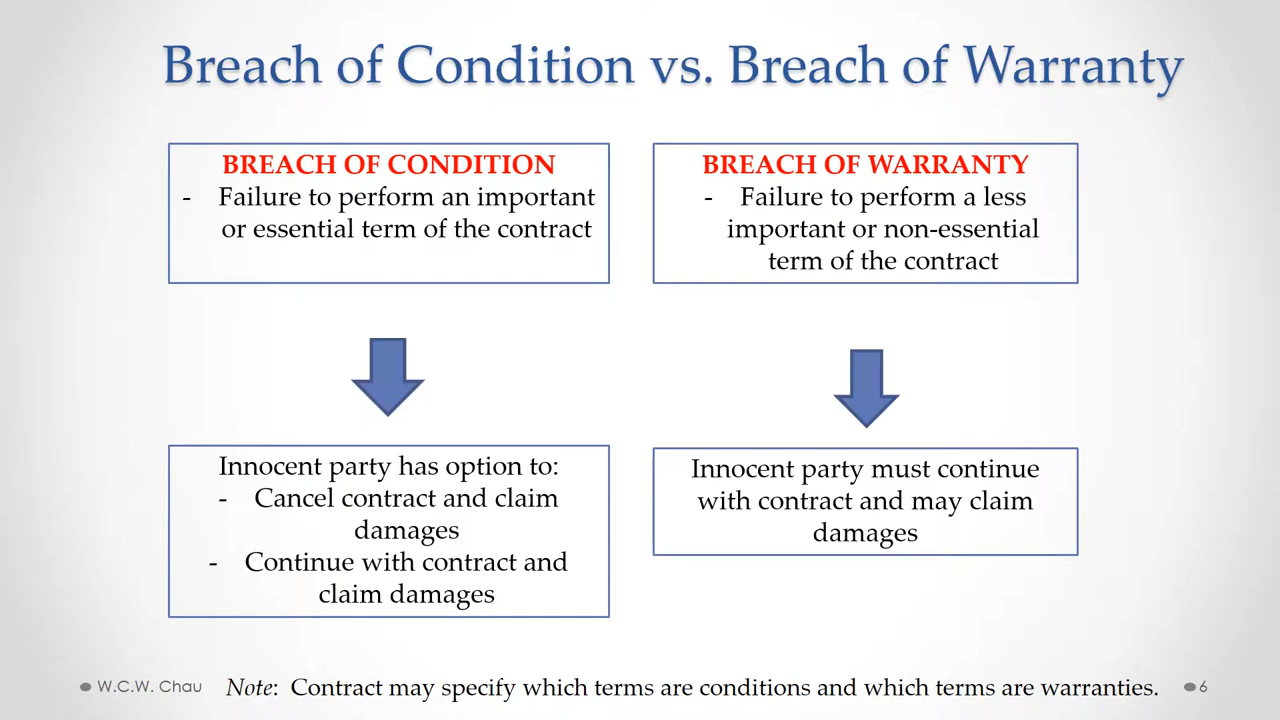 Breach of Condition vs. Breach of Warranty
BREACH OF CONDITION
- Failure to perform an important
or essential term of the contract
BREACH OF WARRANTY
- Failure to perform a less
important or non-essential
term of the contract
Innocent party has option to:
- Cancel contract and claim
damages
- Continue with contract and
claim damages
Innocent party must continue
with contract and may claim
damages
W.C.W. Chau
Note: Contract may specify which terms are conditions and which terms are warranties.
6